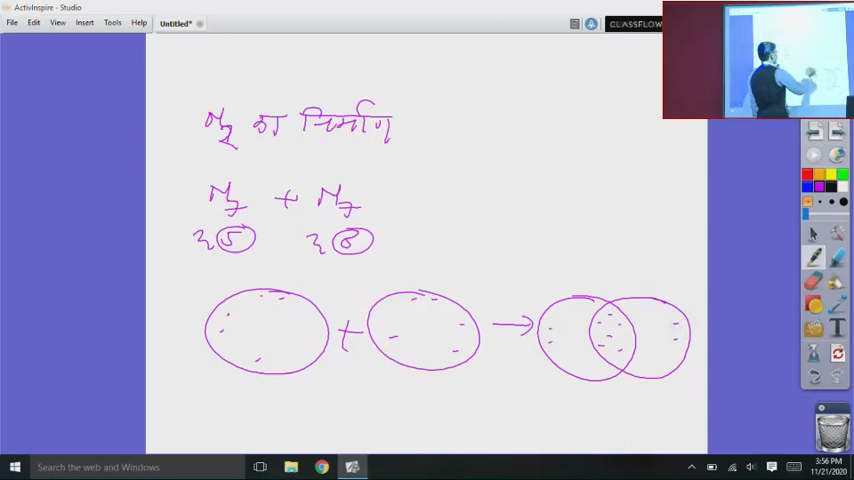 ActivInspire - Studio
File Edit View Insert Tools Help
Untitled*
CLASSFLOW
N₂ का निर्माण
N₇ + N₇
2 5 2 5
+ →
Search the web and Windows
3:56 PM
11/21/2020